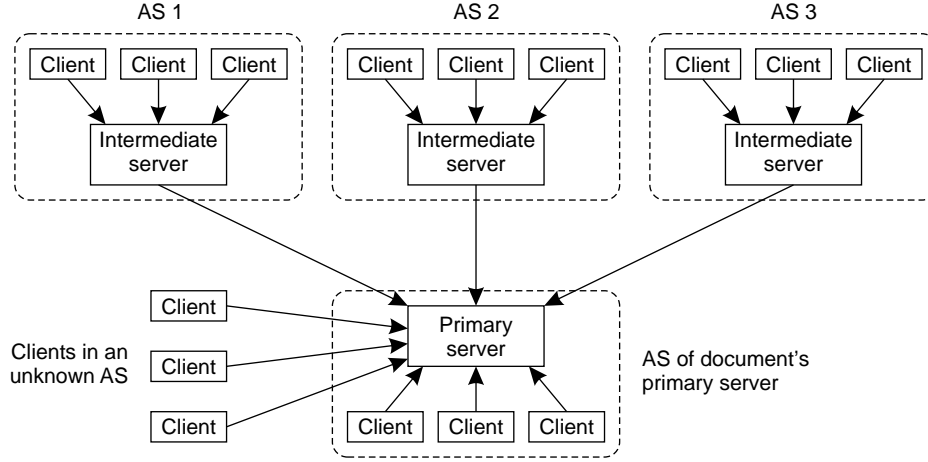 AS 1
AS 2
AS 3
Client
Client
Client
Client
Client
Client
Client
Client
Client
Intermediate
server
Intermediate
server
Intermediate
server
Client
Clients in an
unknown AS
Client
Client
Primary
server
Client
Client
Client
AS of document's
primary server